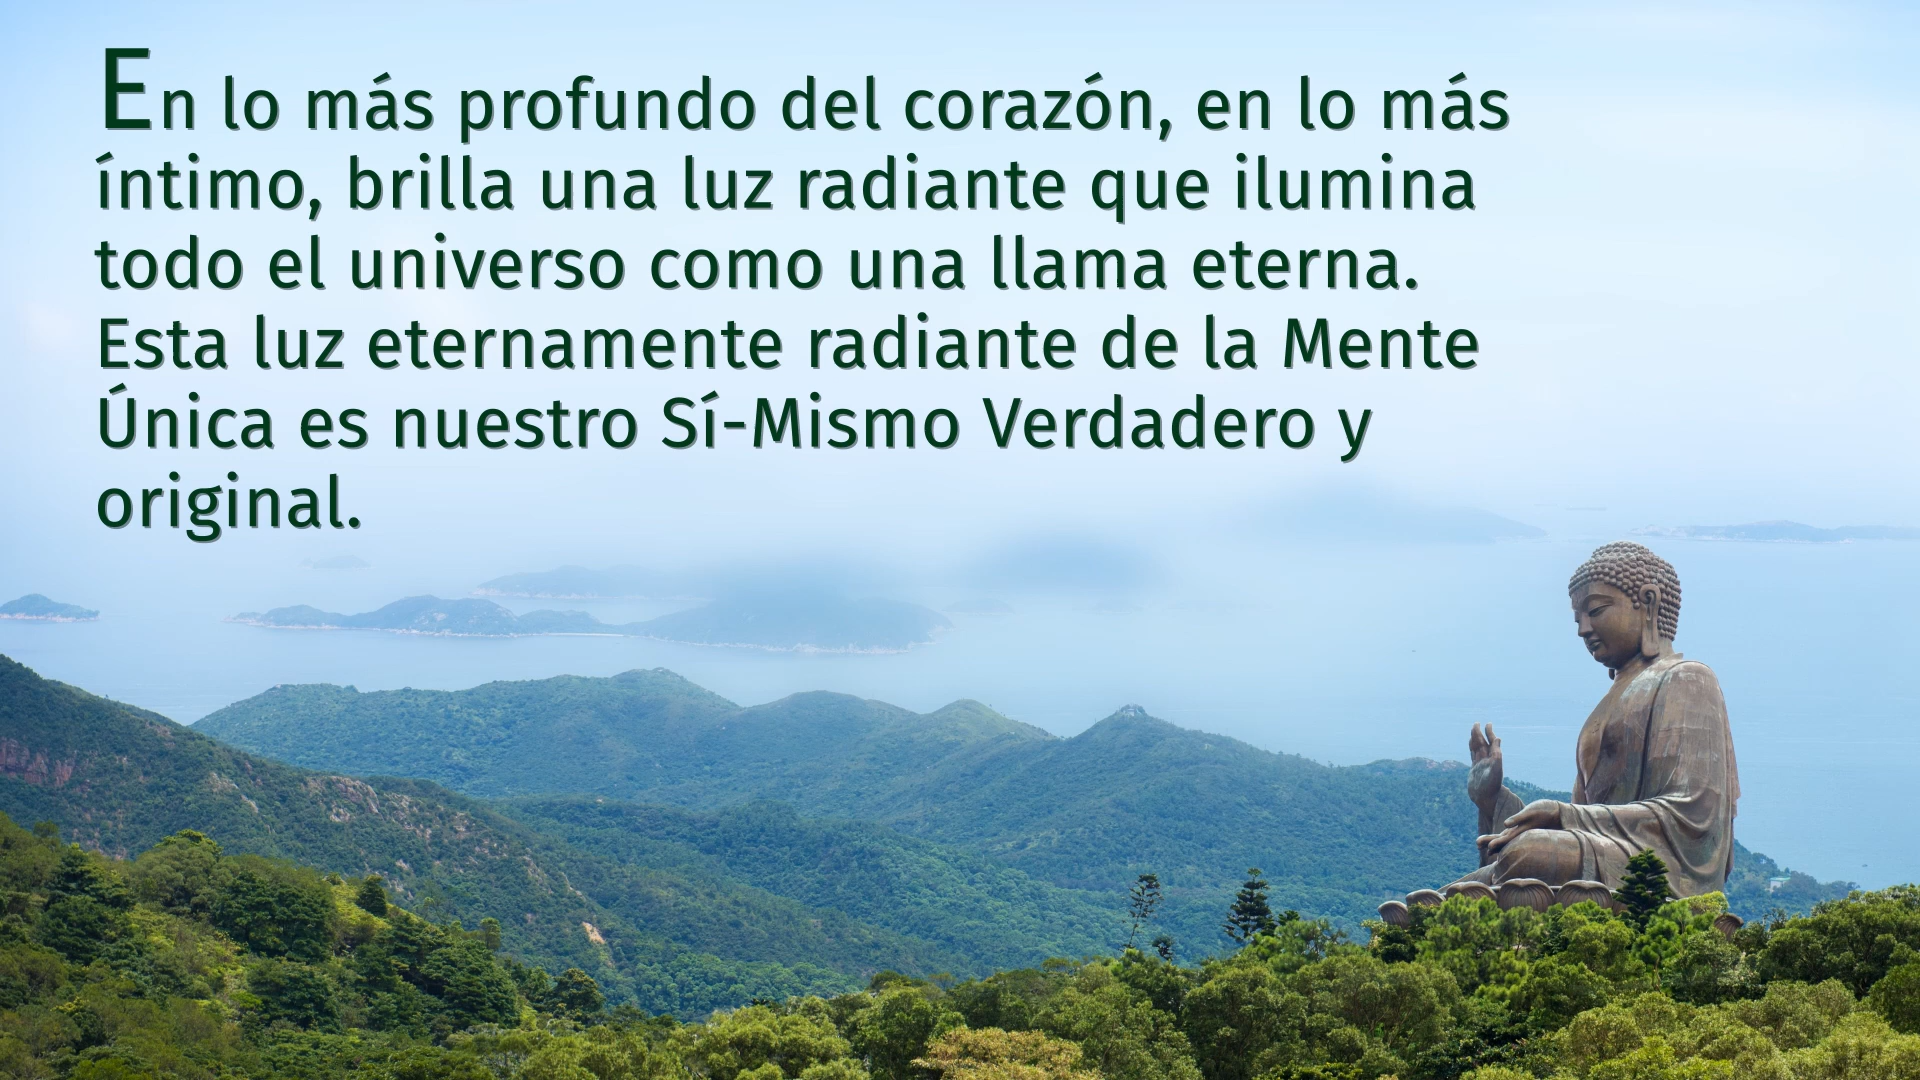 En lo más profundo del corazón, en lo más
íntimo, brilla una luz radiante que ilumina
todo el universo como una llama eterna.
Esta luz eternamente radiante de la Mente
Única es nuestro Sí-Mismo Verdadero y
original.